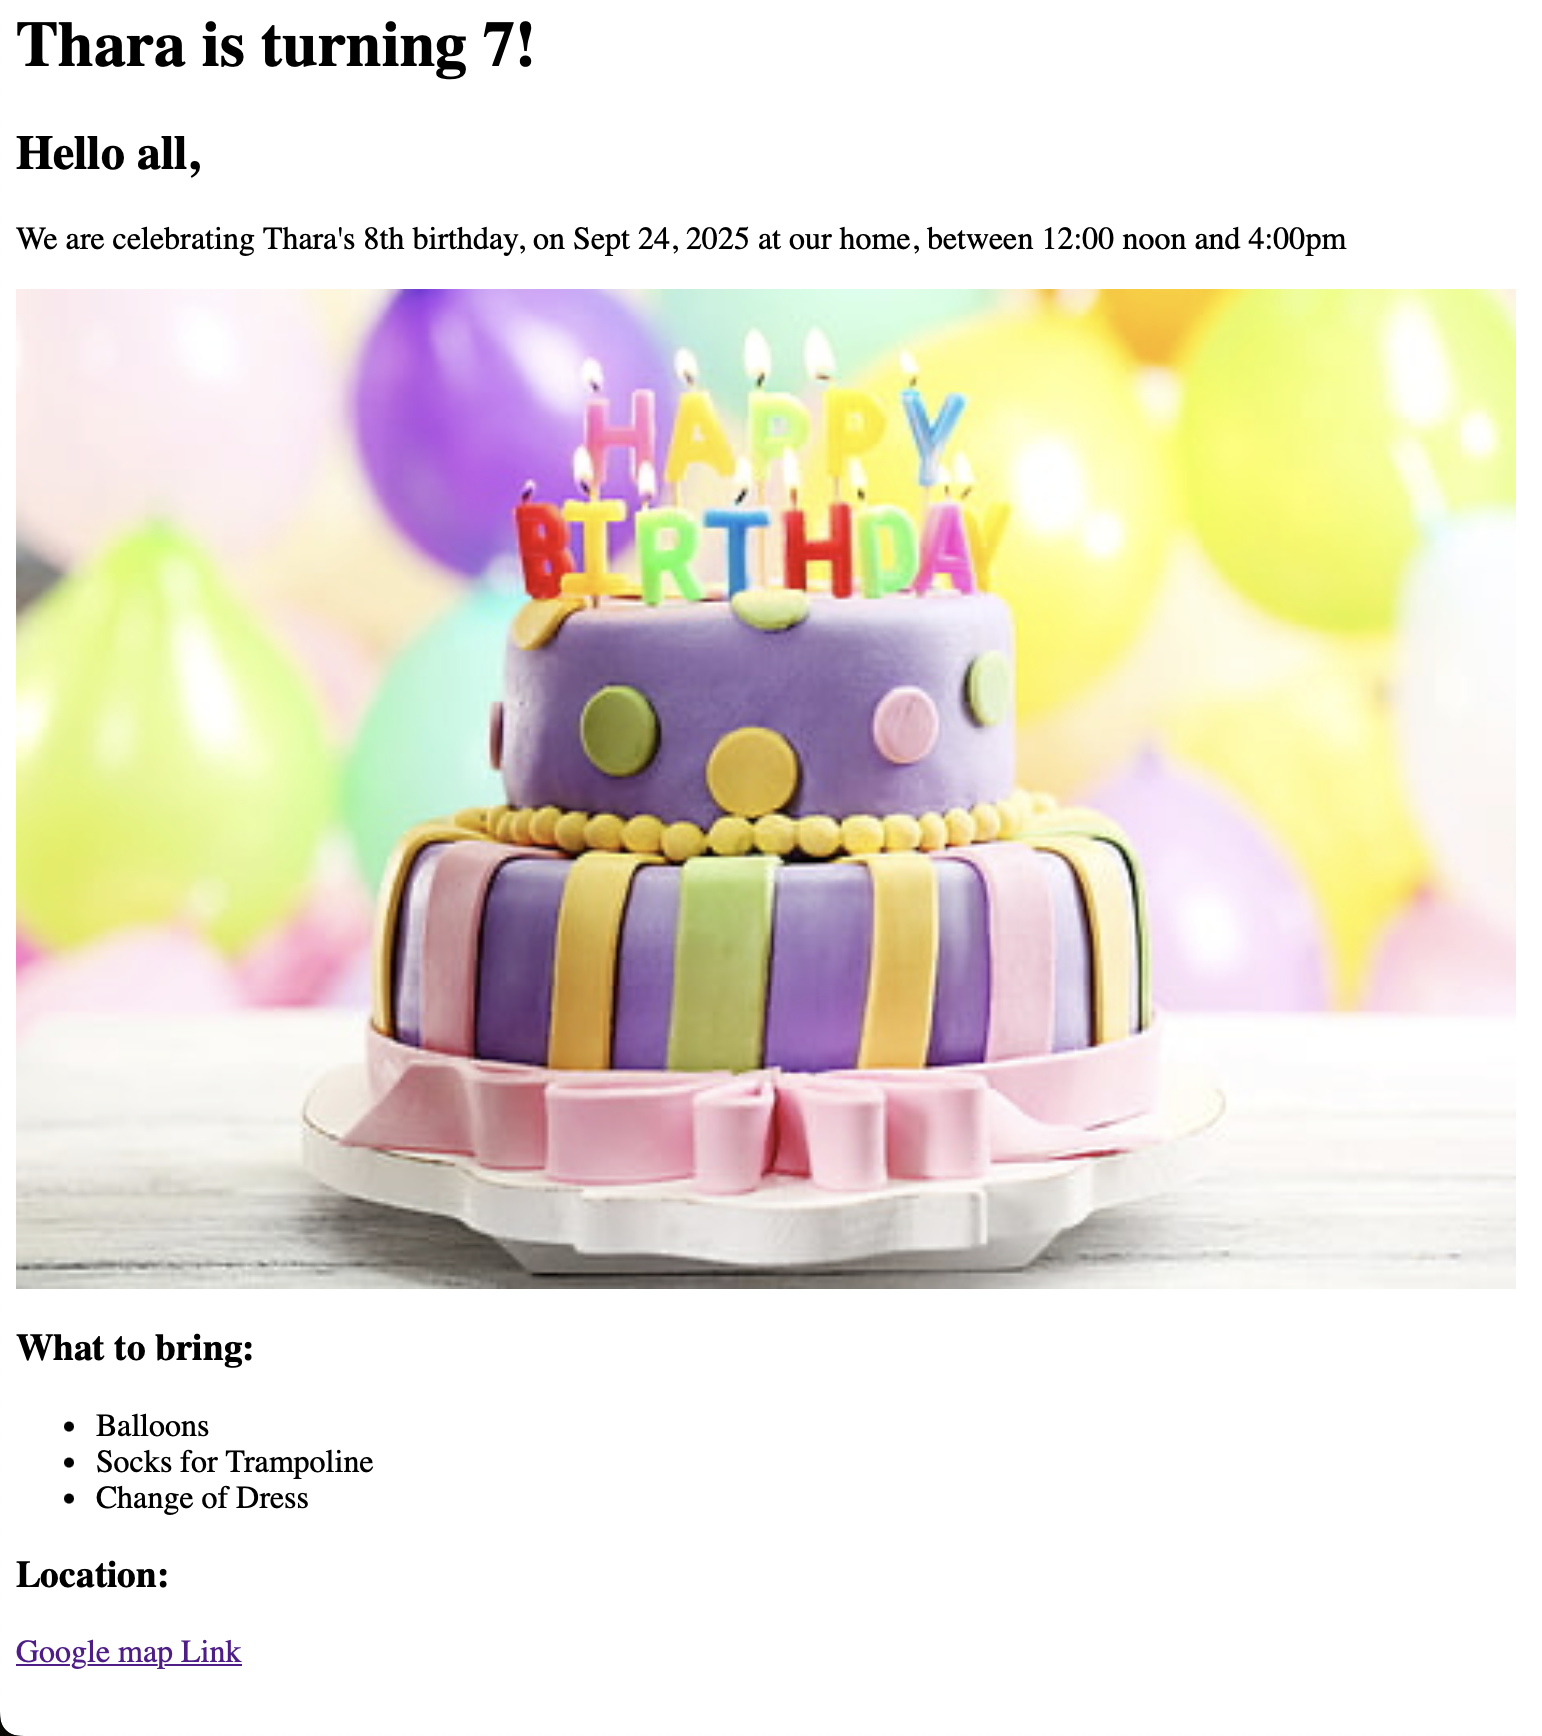 Thara is turning 7!
Hello all,
We are celebrating Thara's 8th birthday, on Sept 24, 2025 at our home, between 12:00 noon and 4:00pm
HAPPY
BIRTHDAY
What to bring:
• Balloons
• Socks for Trampoline
• Change of Dress
Location:
Google map Link